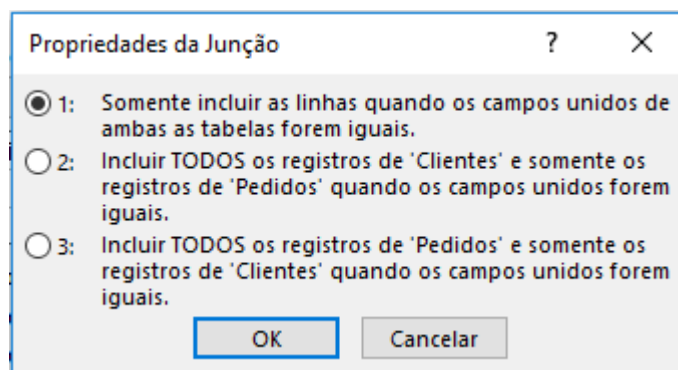 Propriedades da Junção ? ×
1: Somente incluir as linhas quando os campos unidos de
ambas as tabelas forem iguais.
2: Incluir TODOS os registros de 'Clientes' e somente os
registros de 'Pedidos' quando os campos unidos forem
iguais.
3: Incluir TODOS os registros de 'Pedidos' e somente os
registros de 'Clientes' quando os campos unidos forem
iguais.
OK Cancelar